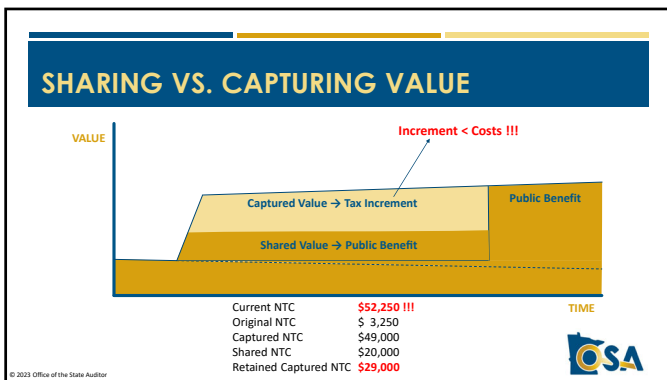 SHARING VS. CAPTURING VALUE
Increment < Costs !!!
VALUE
Captured Value → Tax Increment
Public Benefit
Shared Value → Public Benefit
TIME
Current NTC $52,250 !!!
Original NTC $ 3,250
Captured NTC $49,000
Shared NTC $20,000
Retained Captured NTC $29,000
OSA
© 2023 Office of the State Auditor